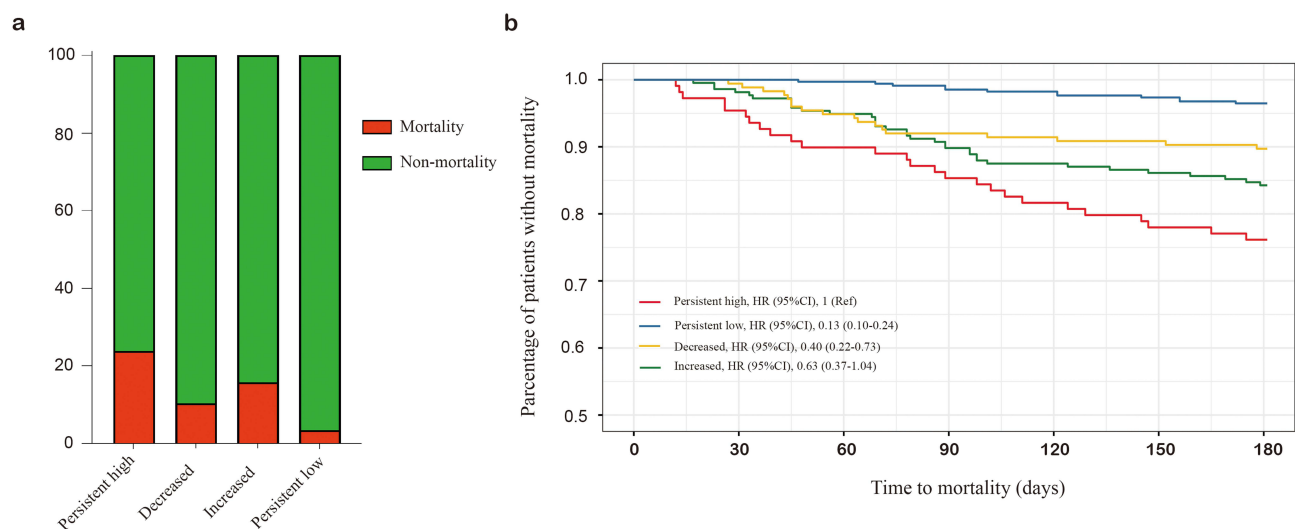 a
100
80
60
40
20
0
Persistent high
Decreased
Increased
Persistent low
Mortality
Non-mortality
b
Parcentage of patients without mortality
1.0
0.9
0.8
0.7
0.6
0.5
Persistent high, HR (95%CI), 1 (Ref)
Persistent low, HR (95%CI), 0.13 (0.10-0.24)
Decreased, HR (95%CI), 0.40 (0.22-0.73)
Increased, HR (95%CI), 0.63 (0.37-1.04)
0 30 60 90 120 150 180
Time to mortality (days)